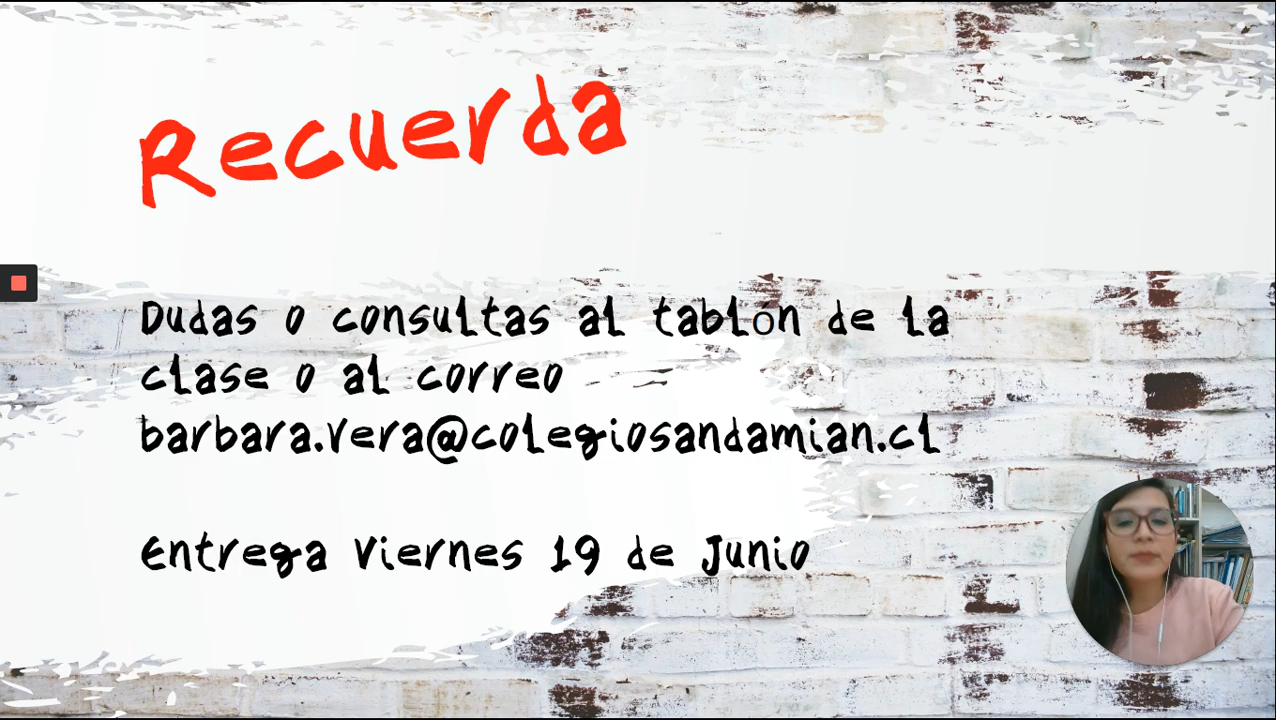 Recuerda
Dudas o consultas al tablón de la
clase o al correo
barbara.vera@colegiosandamian.cl
Entrega Viernes 19 de Junio